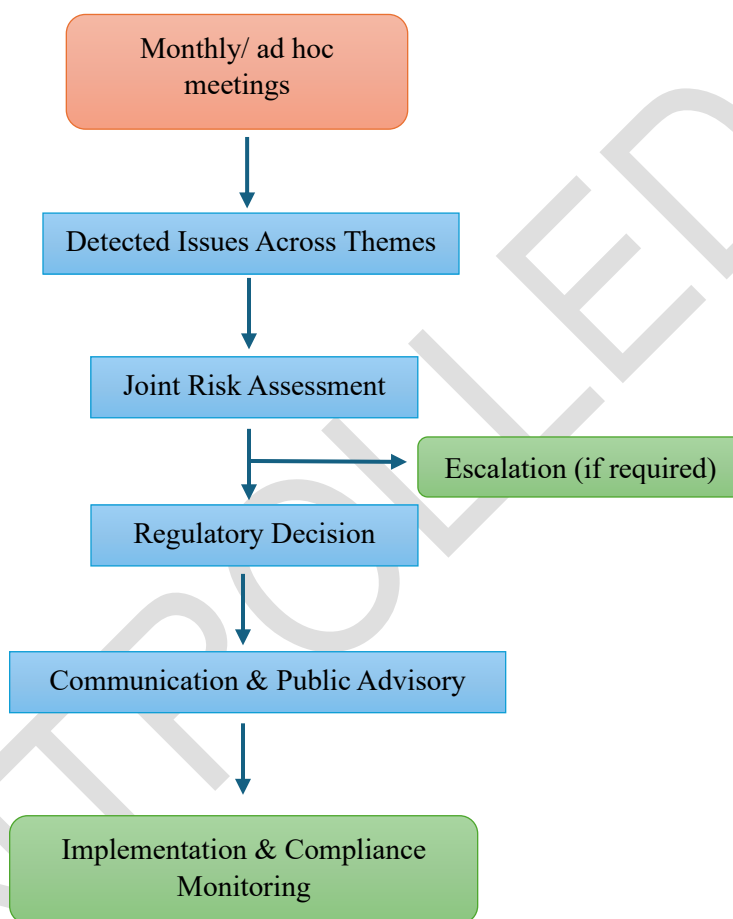 Monthly/ ad hoc
meetings
Detected Issues Across Themes
Joint Risk Assessment
Escalation (if required)
Regulatory Decision
Communication & Public Advisory
Implementation & Compliance
Monitoring
TROLLED